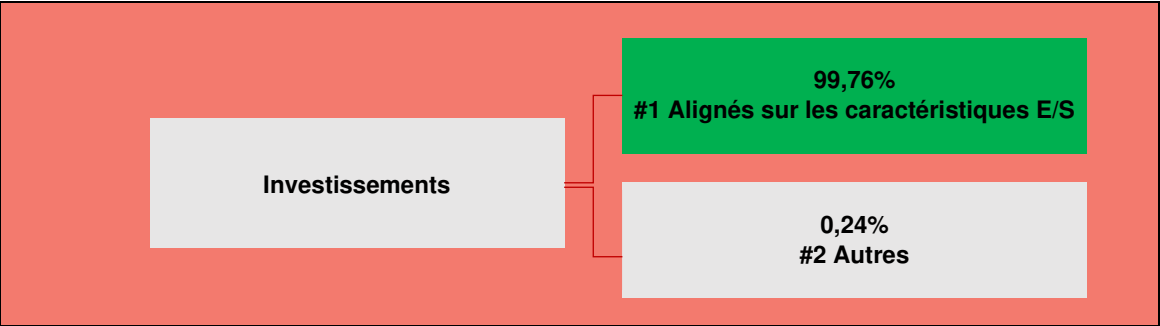 Investissements
99,76%
#1 Alignés sur les caractéristiques E/S
0,24%
#2 Autres